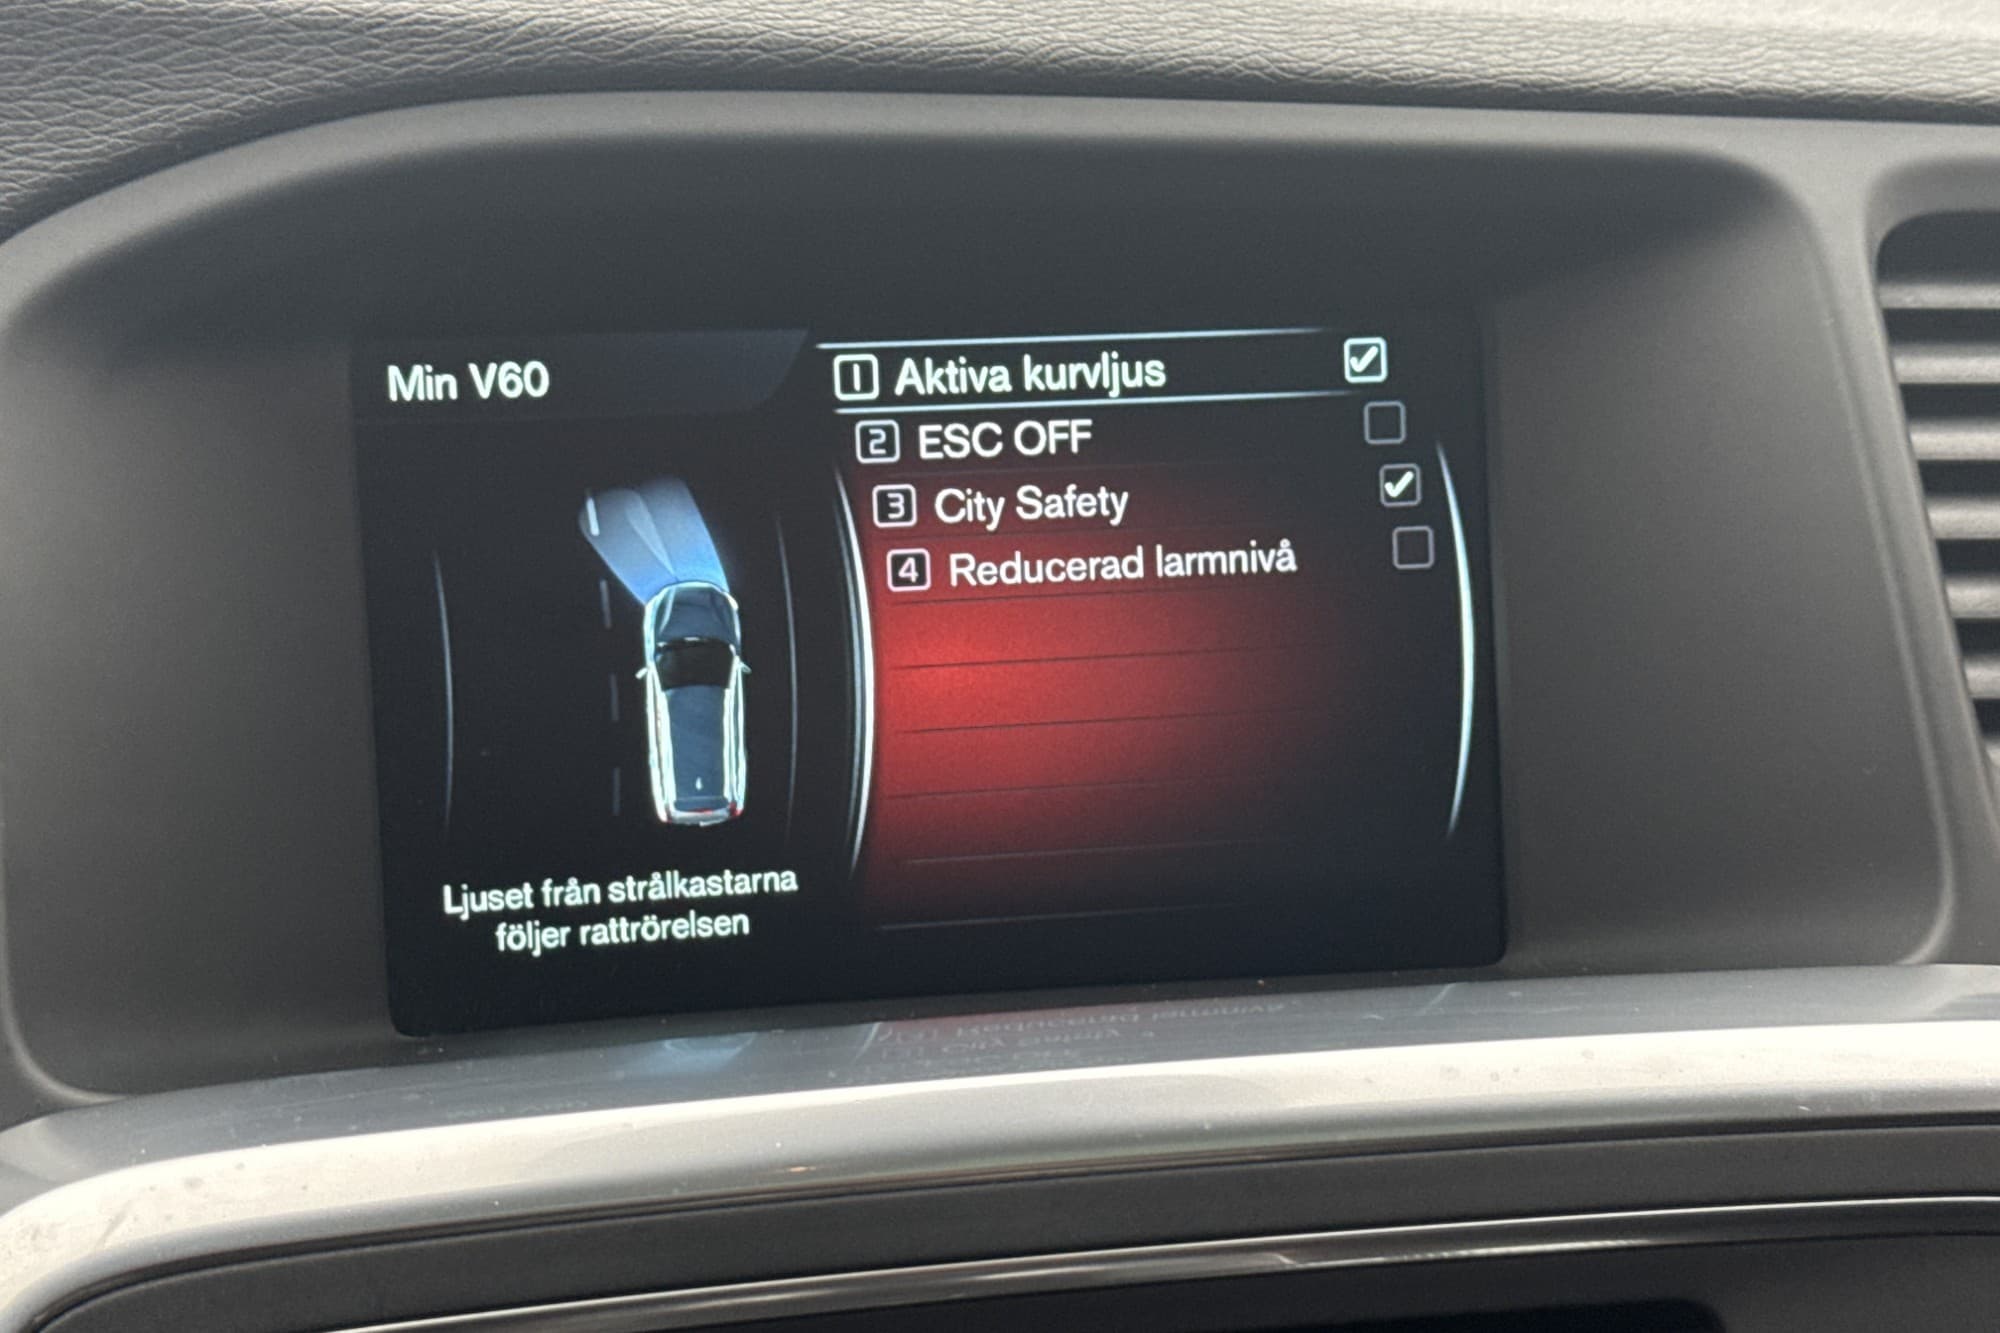 Min V60
1 Aktiva kurvljus
2 ESC OFF
3 City Safety
4 Reducerad larmnivå
Ljuset från strålkastarna
följer rattrörelsen